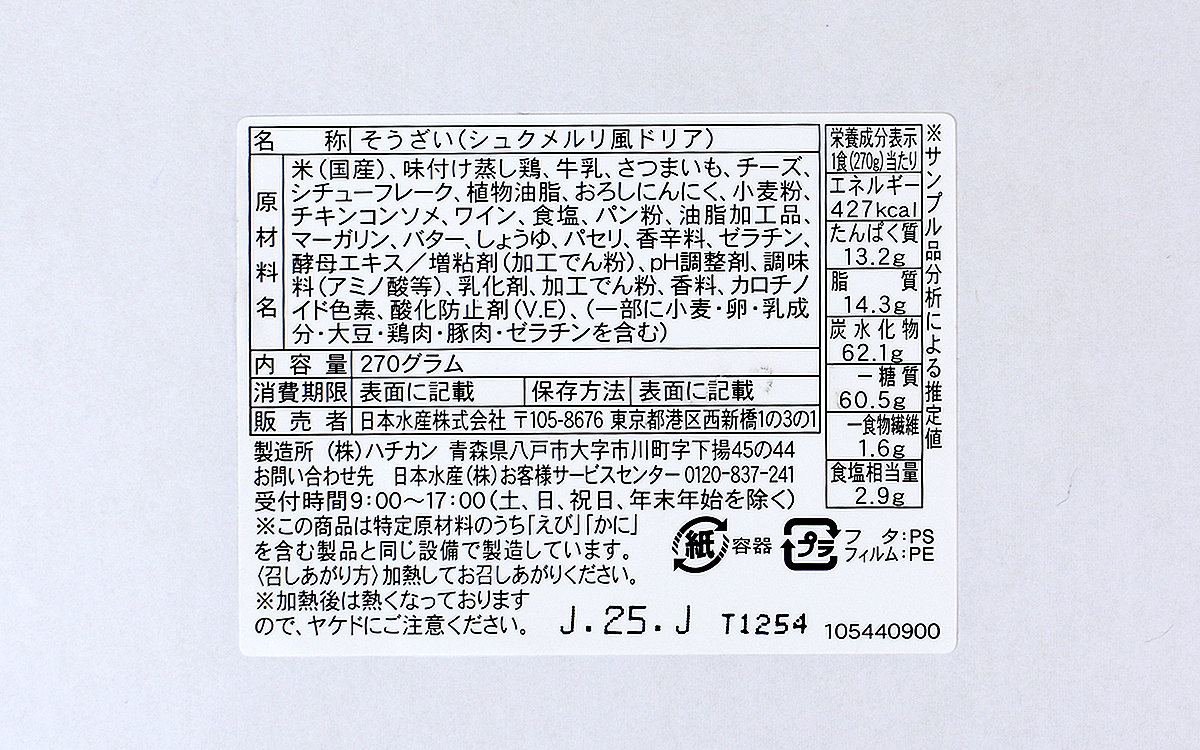 名称 そうざい(シュクメルリ風ドリア)
原材料名
米(国産)、味付け蒸し鶏、牛乳、さつまいも、チーズ、
シチューフレーク、植物油脂、おろしにんにく、小麦粉、
チキンコンソメ、ワイン、食塩、パン粉、油脂加工品、
マーガリン、バター、しょうゆ、パセリ、香辛料、ゼラチン、
酵母エキス/増粘剤(加工でん粉)、pH調整剤、調味
料(アミノ酸等)、乳化剤、加工でん粉、香料、カロチノ
イド色素、酸化防止剤(V.E)、(一部に小麦・卵・乳成
分・大豆・鶏肉・豚肉・ゼラチンを含む)
内容量 270グラム
消費期限 表面に記載 保存方法 表面に記載
販売者 日本水産株式会社 〒105-8676 東京都港区西新橋1の3の1
製造所 (株)ハチカン 青森県八戸市大字市川町字下揚45の44
お問い合わせ先 日本水産(株)お客様サービスセンター 0120-837-241
受付時間9:00〜17:00(土、日、祝日、年末年始を除く)
※この商品は特定原材料のうち「えび」「かに」
を含む製品と同じ設備で製造しています。
〈召しあがり方〉加熱してお召しあがりください。
※加熱後は熱くなっております
ので、ヤケドにご注意ください。
栄養成分表示
1食(270g)当たり
エネルギー
427kcal
たんぱく質
13.2g
脂質
14.3g
炭水化物
62.1g
－糖質
60.5g
－食物繊維
1.6g
食塩相当量
2.9g
※サンプル品分析による推定値
紙 容器
プラ フタ:PS
フィルム:PE
J.25.J T1254 105440900